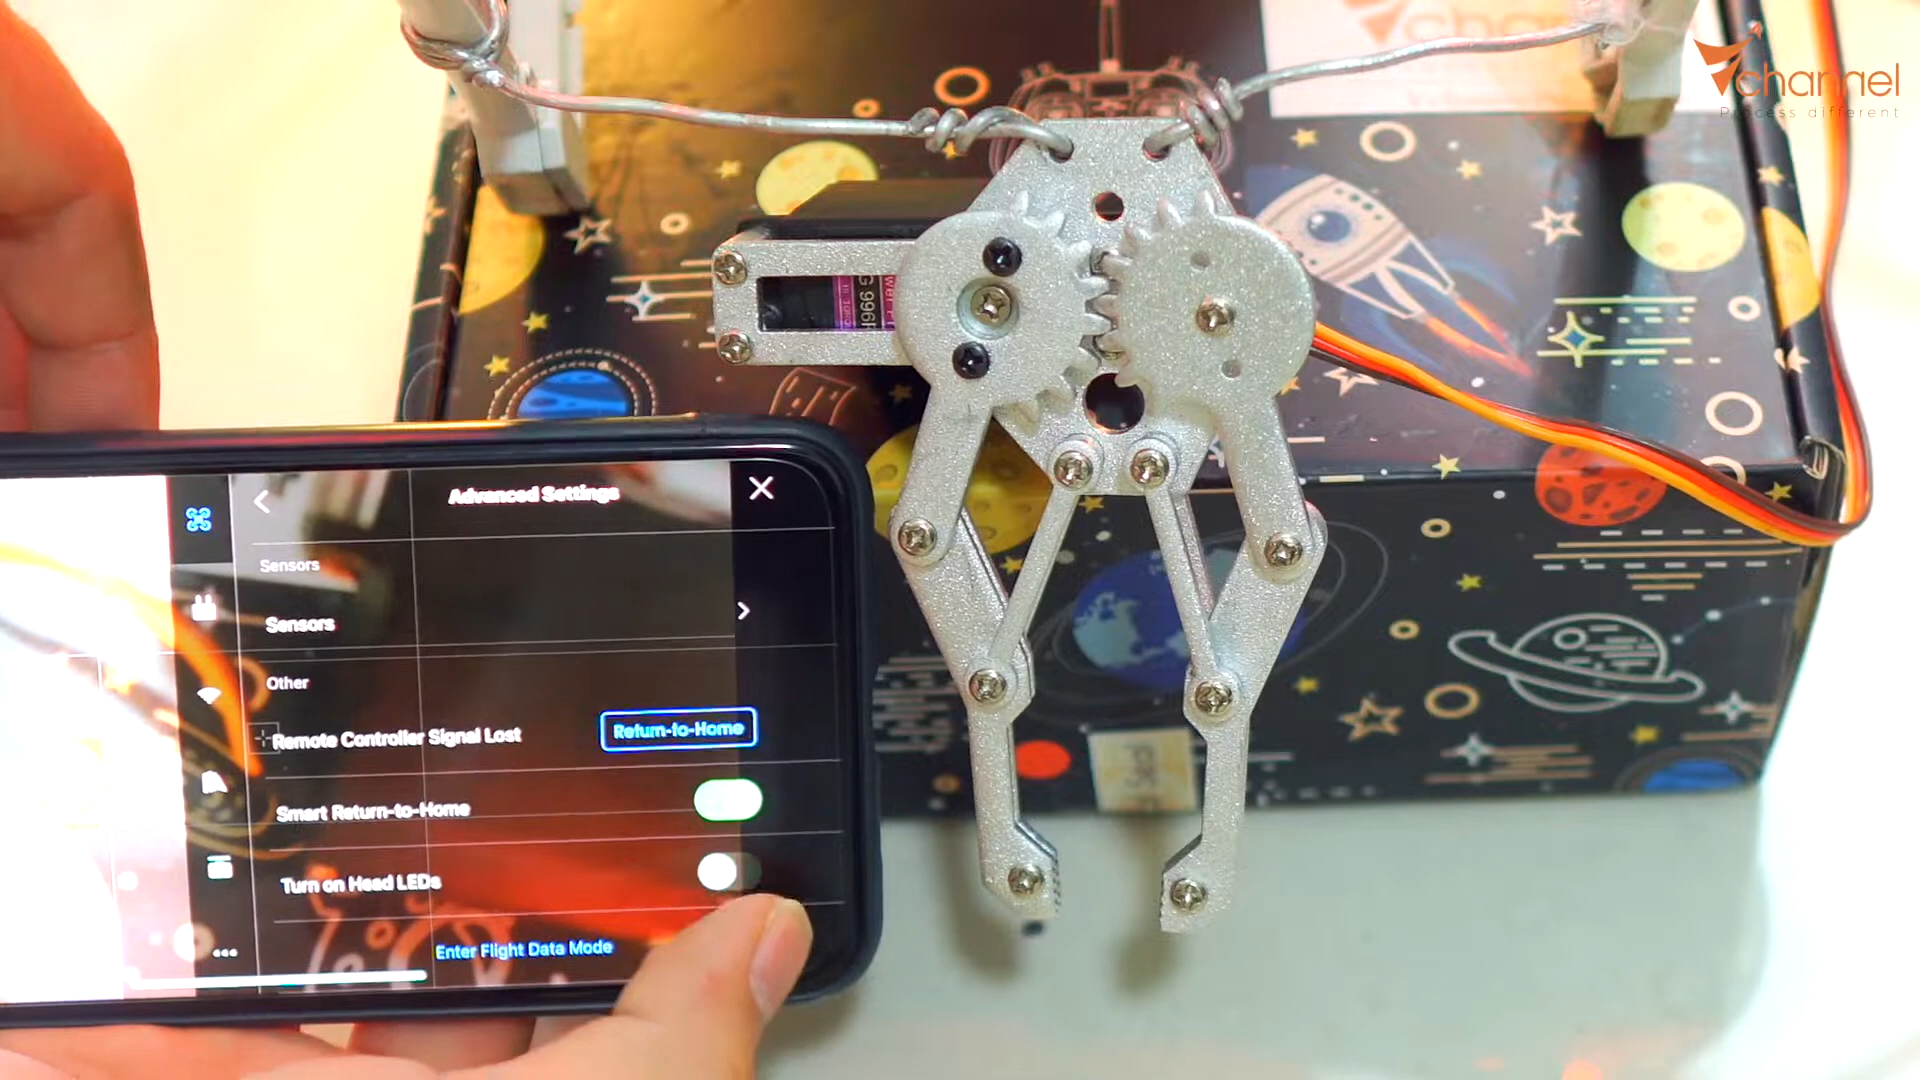 channel
Process different
Advanced Settings
Sensors
Sensors
Other
Remote Controller Signal Lost
Return-to-Home
Smart Return-to-Home
Turn on Head LEDs
Enter Flight Data Mode